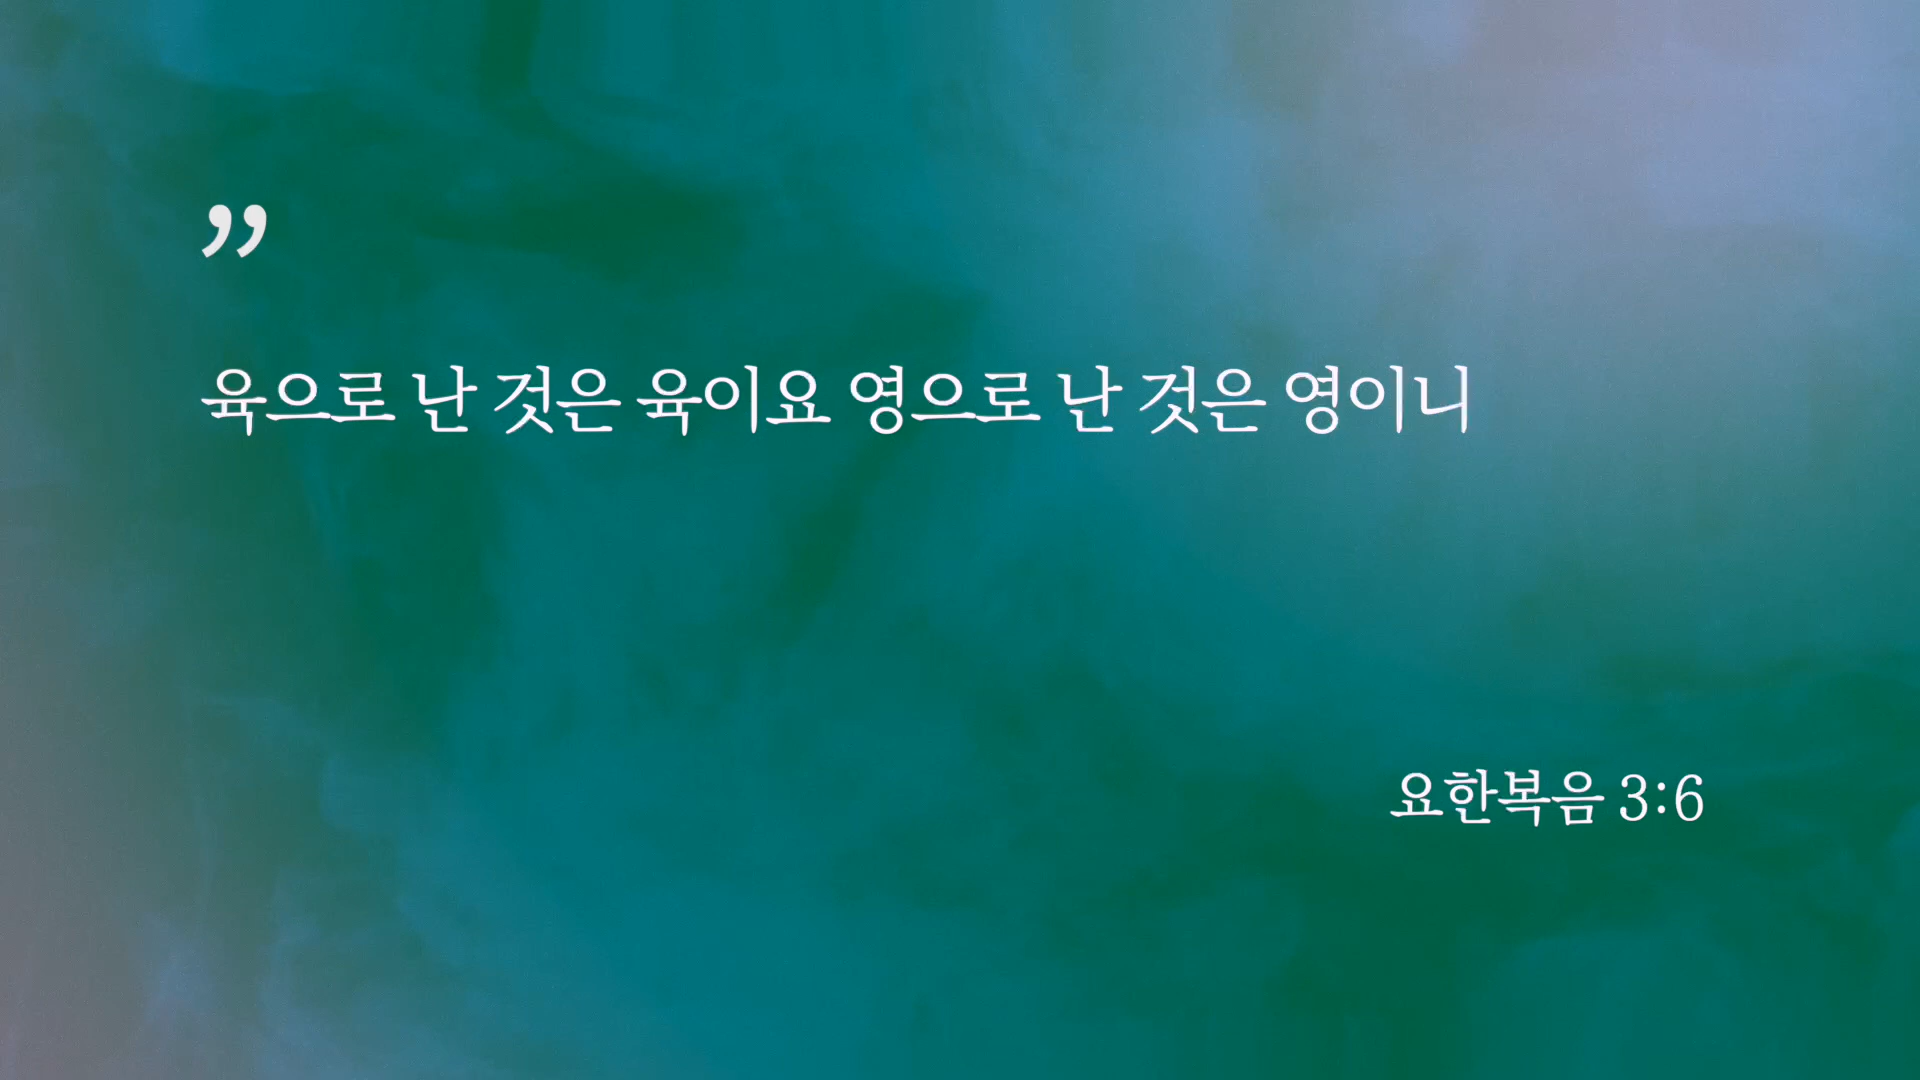 ”
육으로 난 것은 육이요 영으로 난 것은 영이니
요한복음 3:6